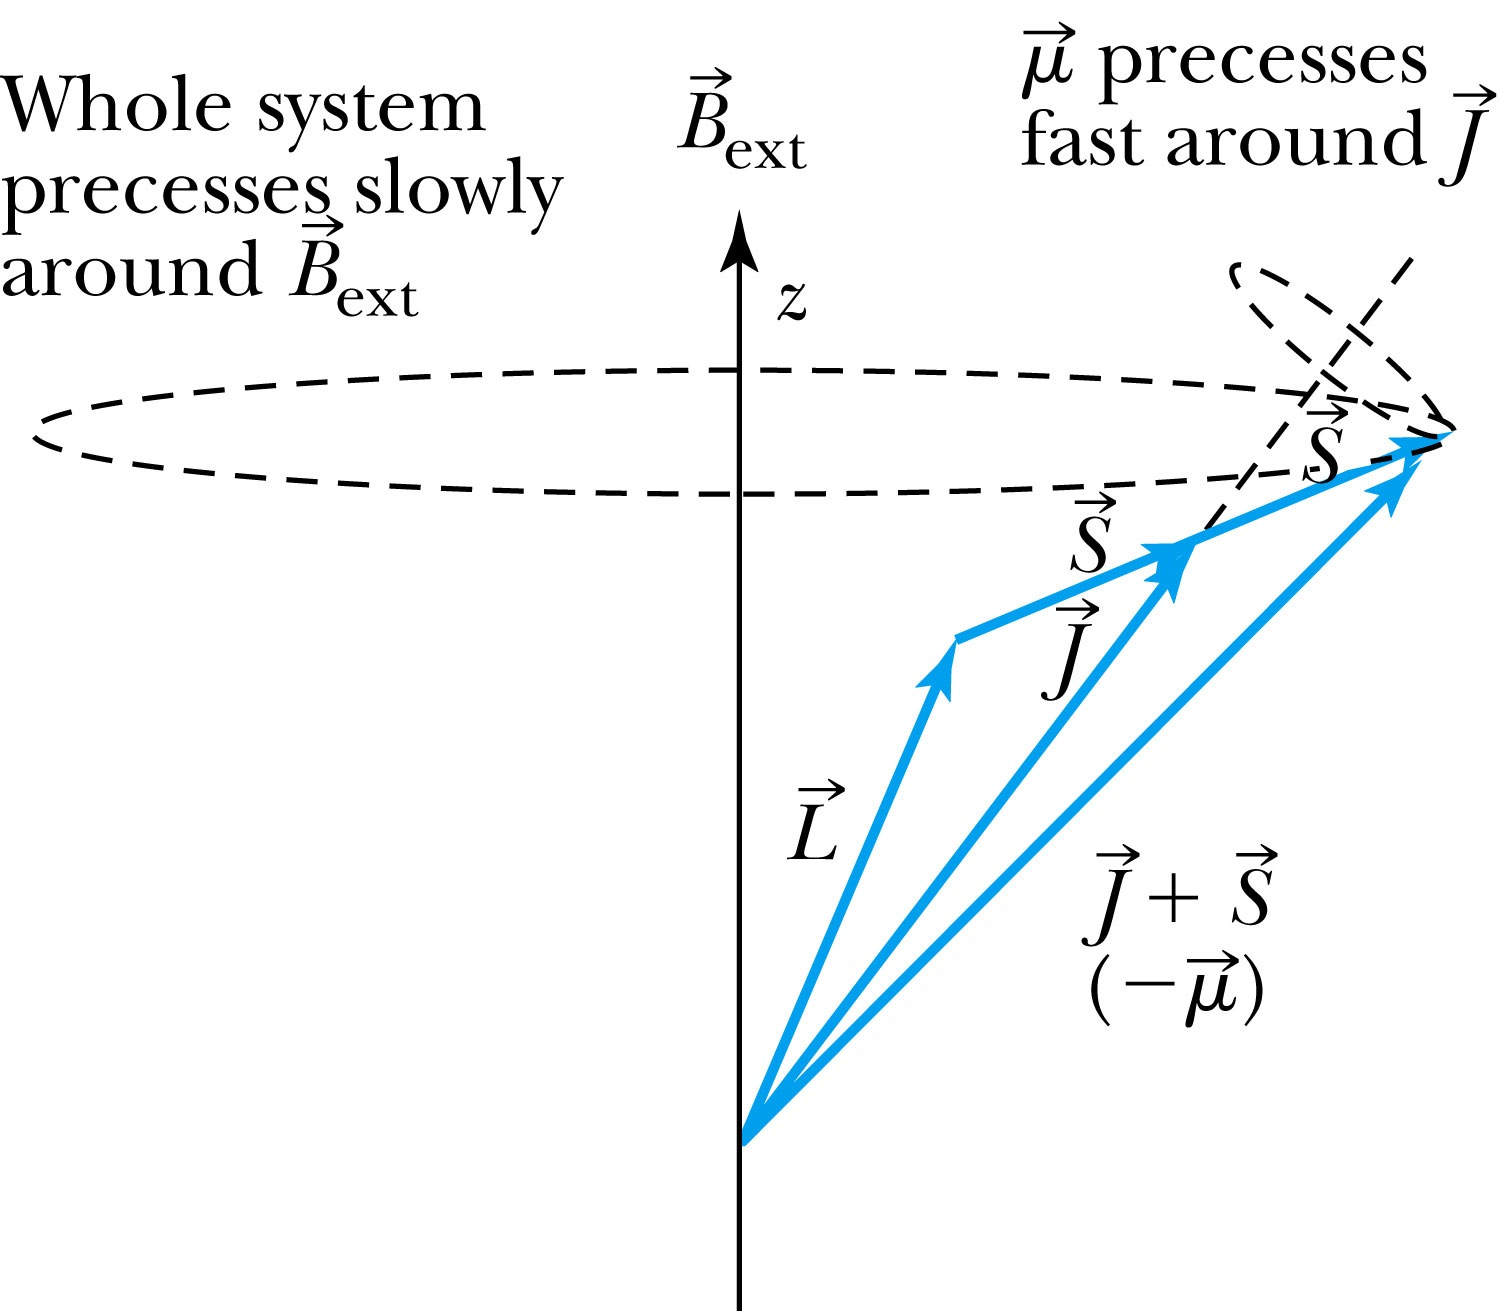 Whole system
precesses slowly
around B⃗ext
B⃗ext
z
μ⃗ precesses
fast around J⃗
S⃗
S⃗
J⃗
L⃗
J⃗ + S⃗
(−μ⃗)